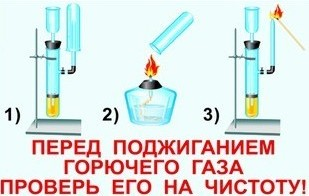 1) 2) 3)
ПЕРЕД ПОДЖИГАНИЕМ
ГОРЮЧЕГО ГАЗА
ПРОВЕРЬ ЕГО НА ЧИСТОТУ!